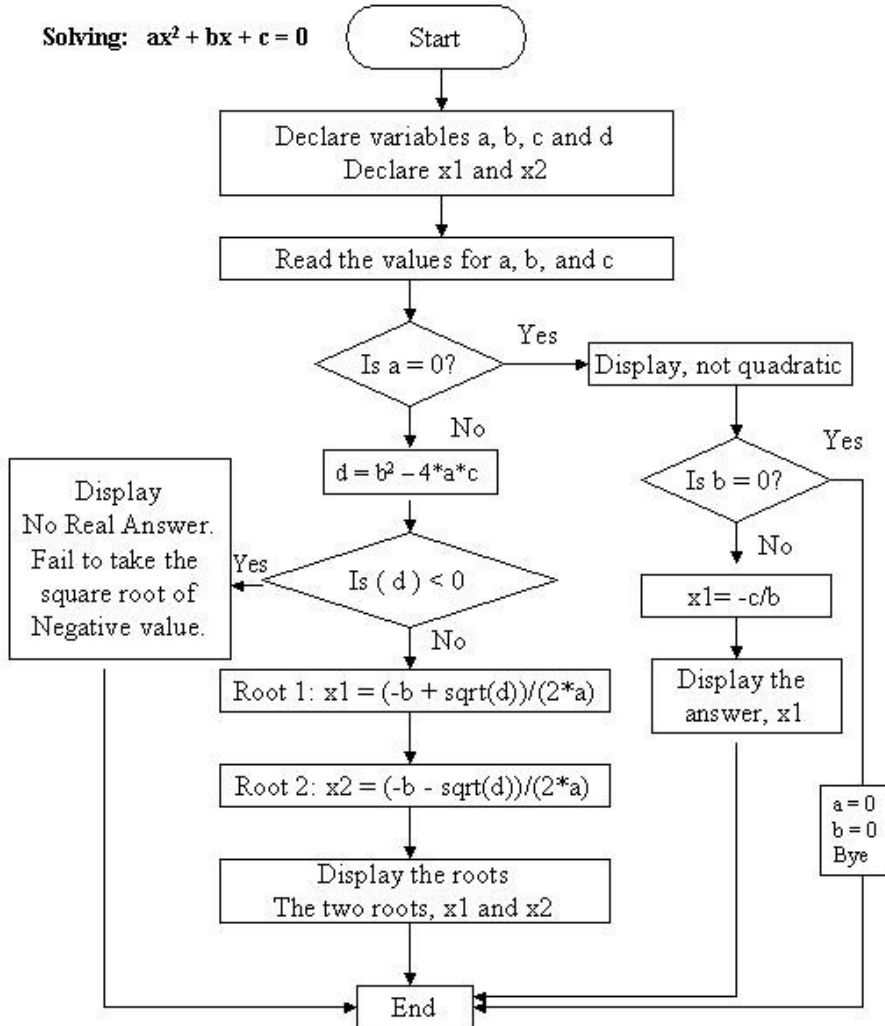 Solving: ax² + bx + c = 0
Start
Declare variables a, b, c and d
Declare x1 and x2
Read the values for a, b, and c
Is a = 0?
Yes
Display, not quadratic
No
d = b² – 4*a*c
Is b = 0?
Yes
No
x1= -c/b
Display the
answer, x1
a = 0
b = 0
Bye
Is ( d ) < 0
Yes
Display
No Real Answer.
Fail to take the
square root of
Negative value.
No
Root 1: x1 = (-b + sqrt(d))/(2*a)
Root 2: x2 = (-b - sqrt(d))/(2*a)
Display the roots
The two roots, x1 and x2
End